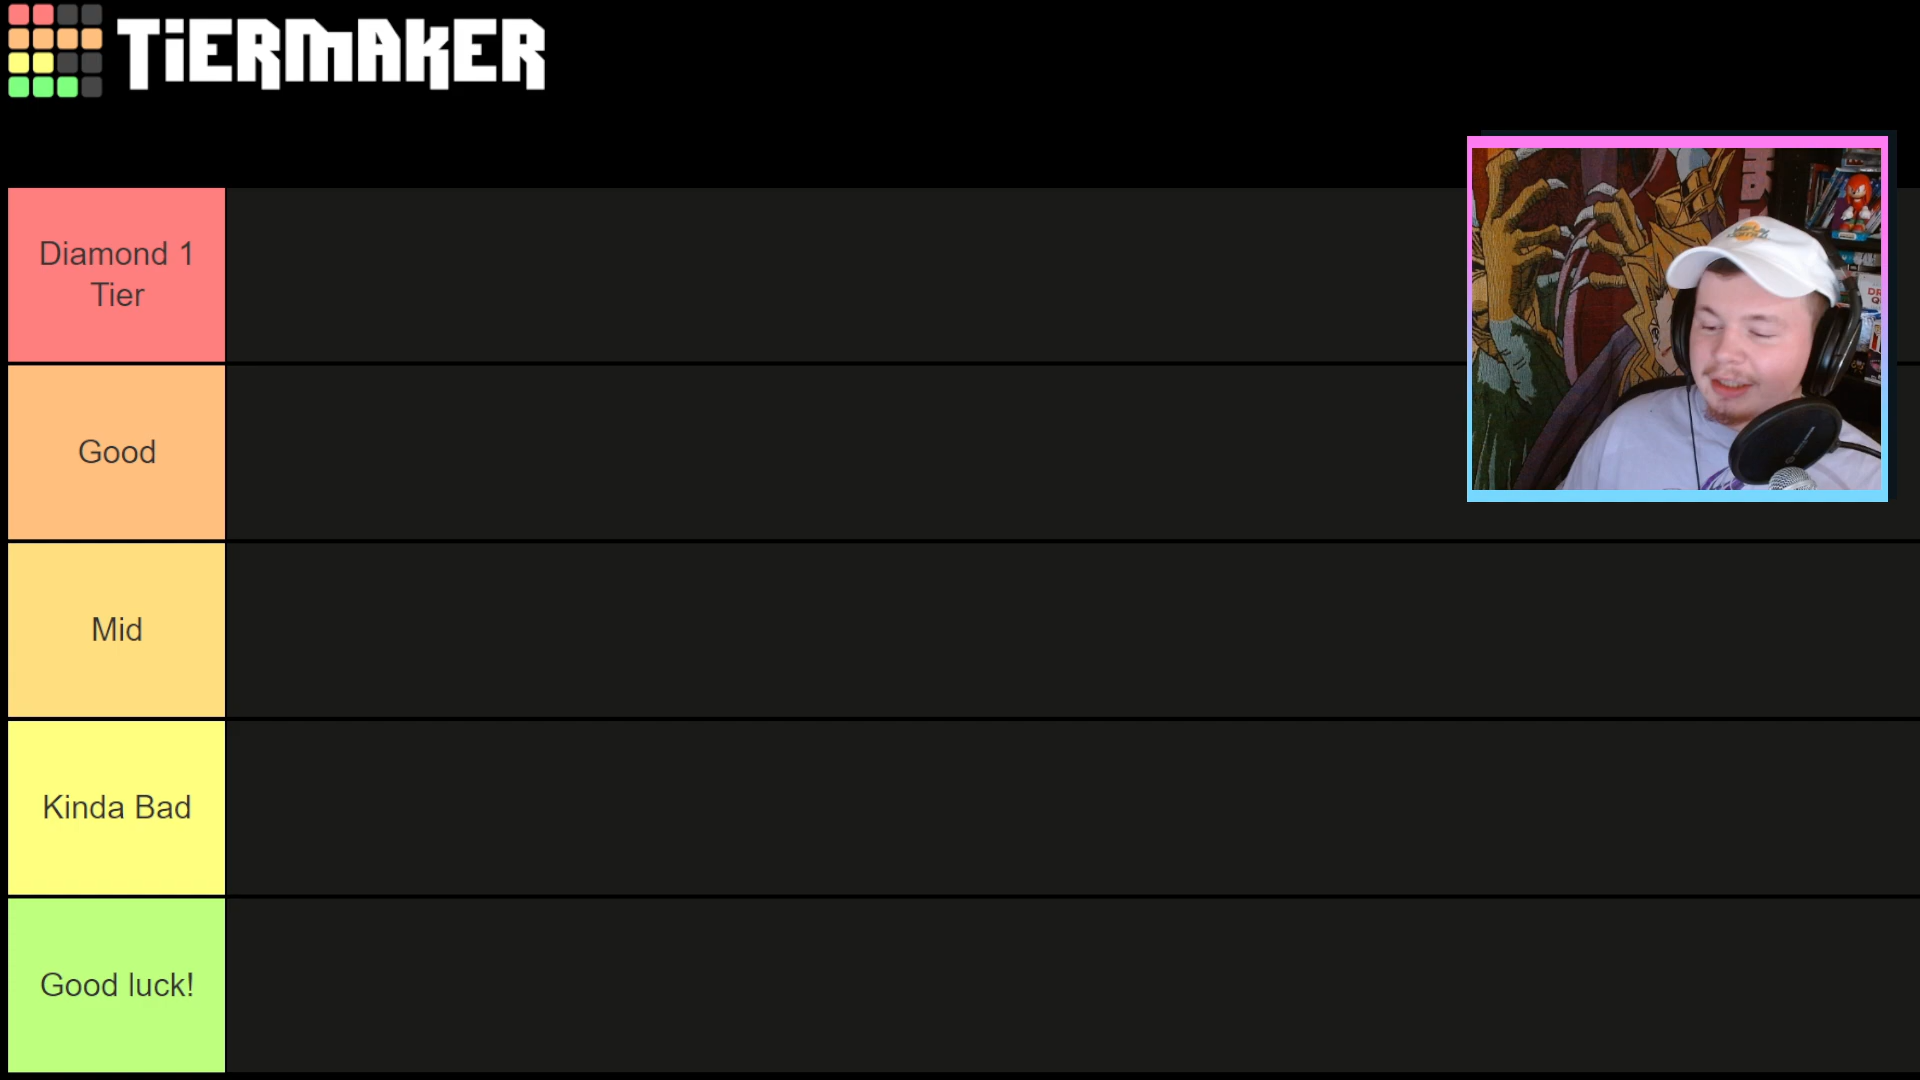 TiERMAKER
Diamond 1
Tier
Good
Mid
Kinda Bad
Good luck!